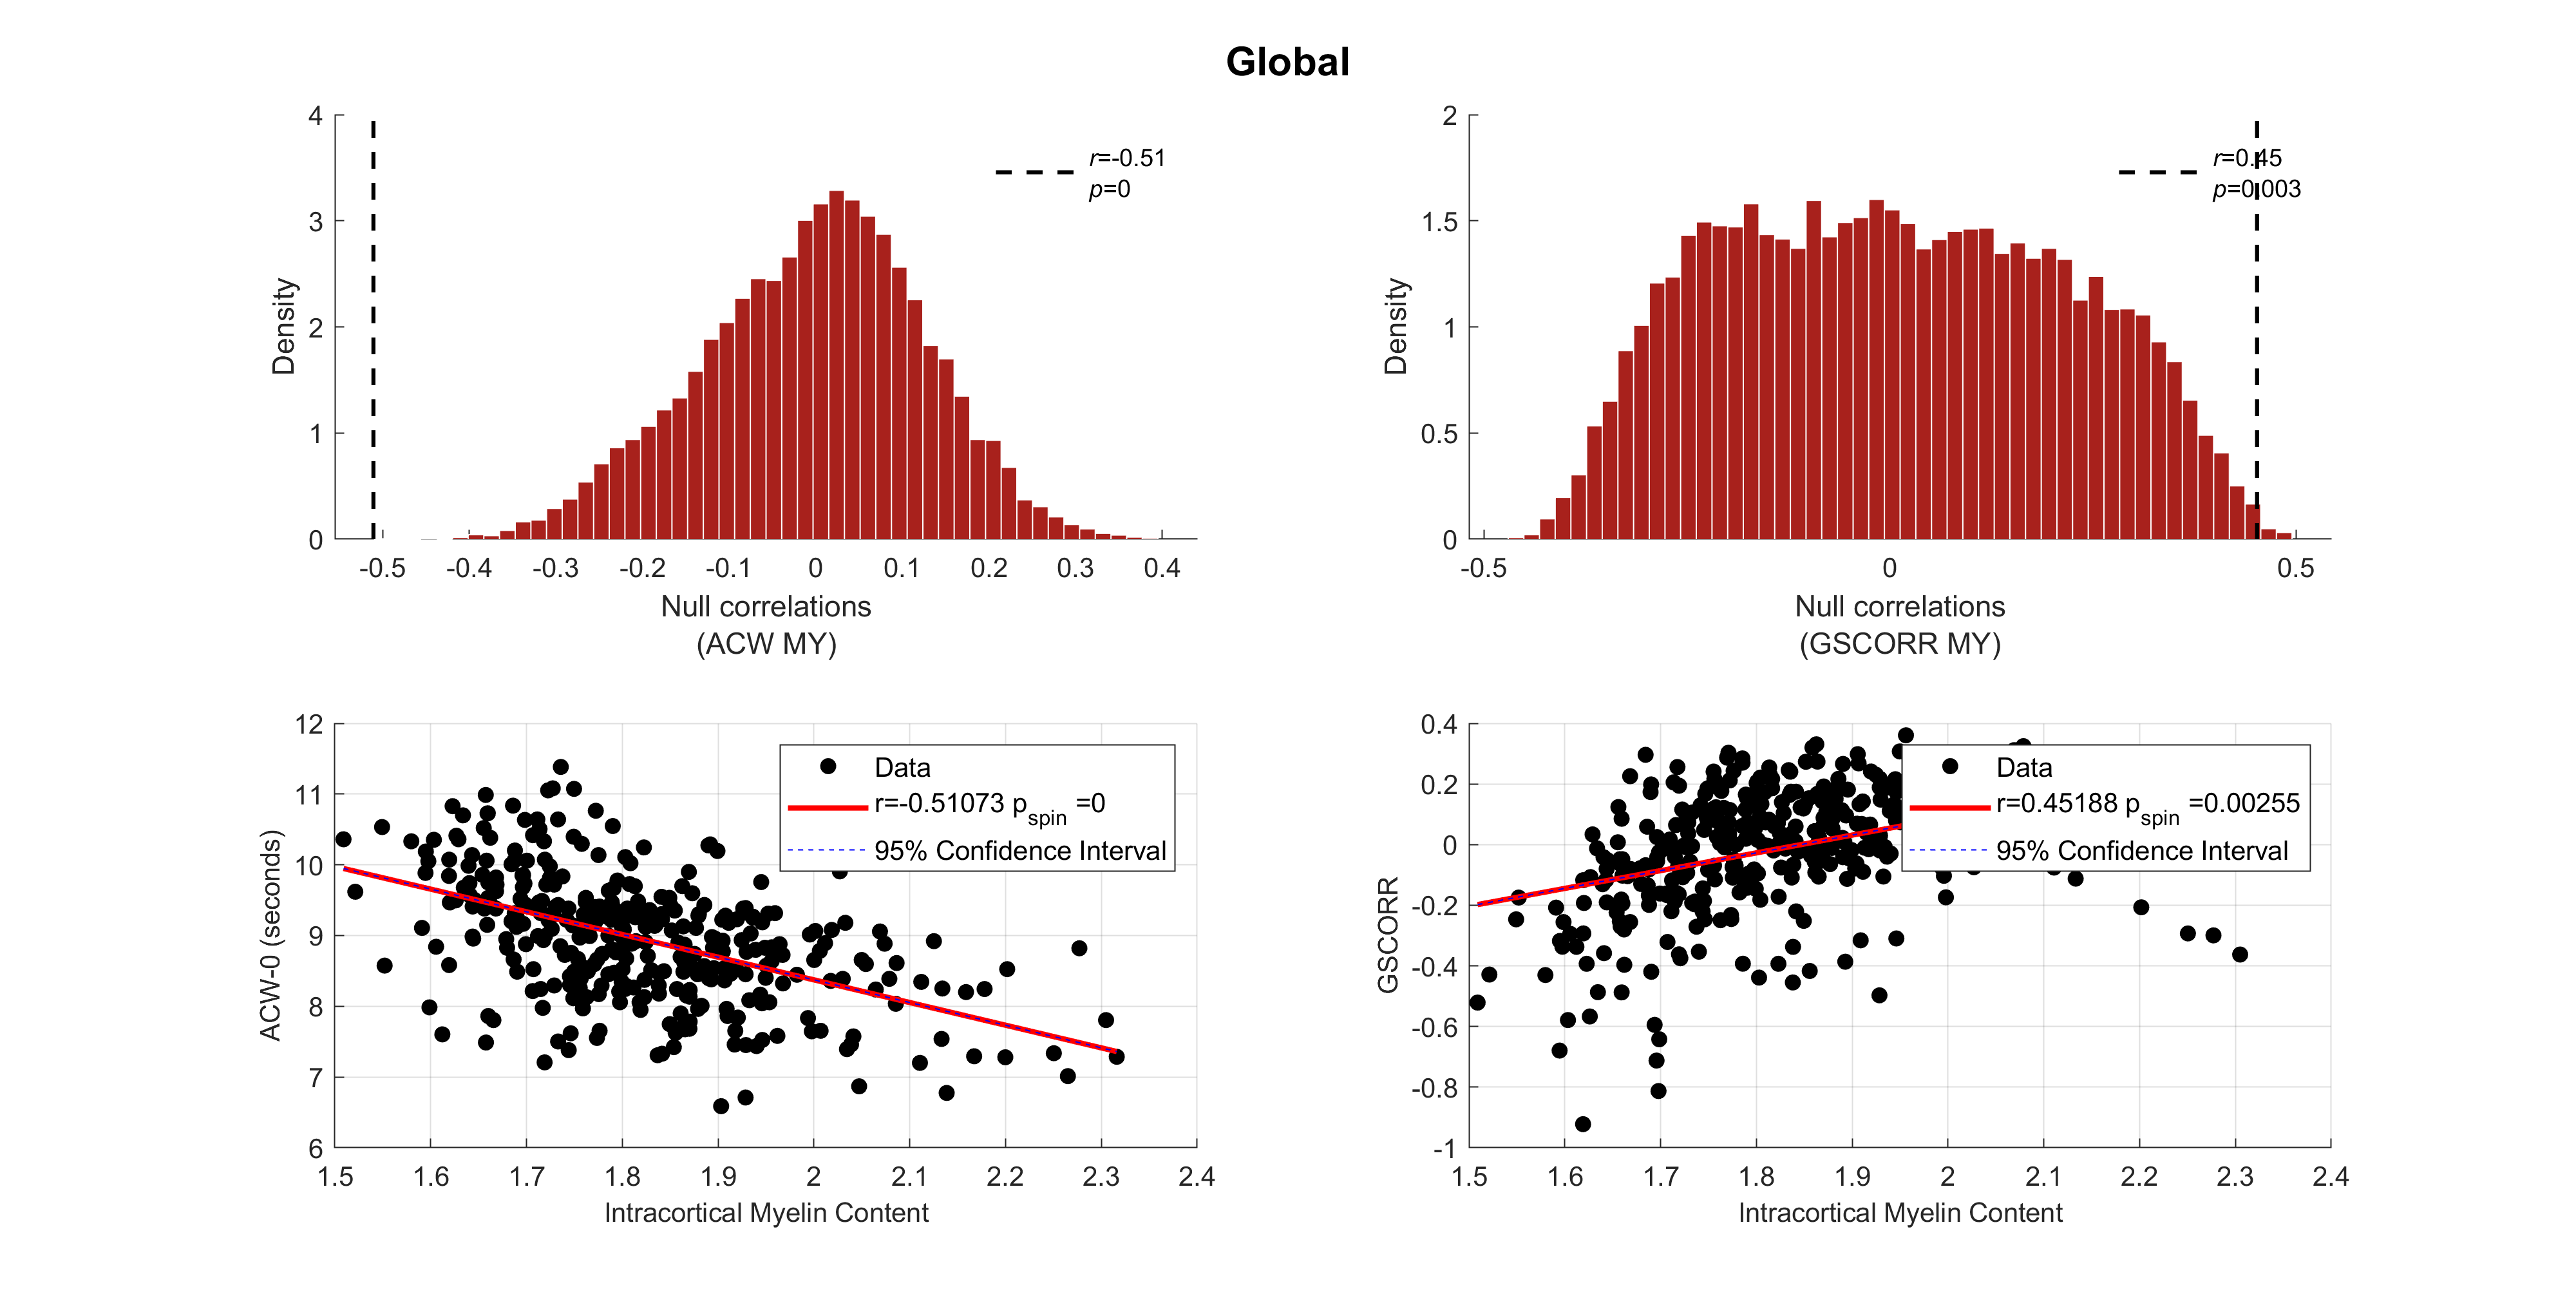 Global
4
3
2
1
0
Density
r=-0.51
p=0
-0.5 -0.4 -0.3 -0.2 -0.1 0 0.1 0.2 0.3 0.4
Null correlations
(ACW MY)
2
1.5
1
0.5
0
Density
r=0.45
p=0.003
-0.5 0 0.5
Null correlations
(GSCORR MY)
12
11
10
9
8
7
6
ACW-0 (seconds)
Data
r=-0.51073 pspin =0
95% Confidence Interval
1.5 1.6 1.7 1.8 1.9 2 2.1 2.2 2.3 2.4
Intracortical Myelin Content
0.4
0.2
0
-0.2
-0.4
-0.6
-0.8
-1
GSCORR
Data
r=0.45188 pspin =0.00255
95% Confidence Interval
1.5 1.6 1.7 1.8 1.9 2 2.1 2.2 2.3 2.4
Intracortical Myelin Content